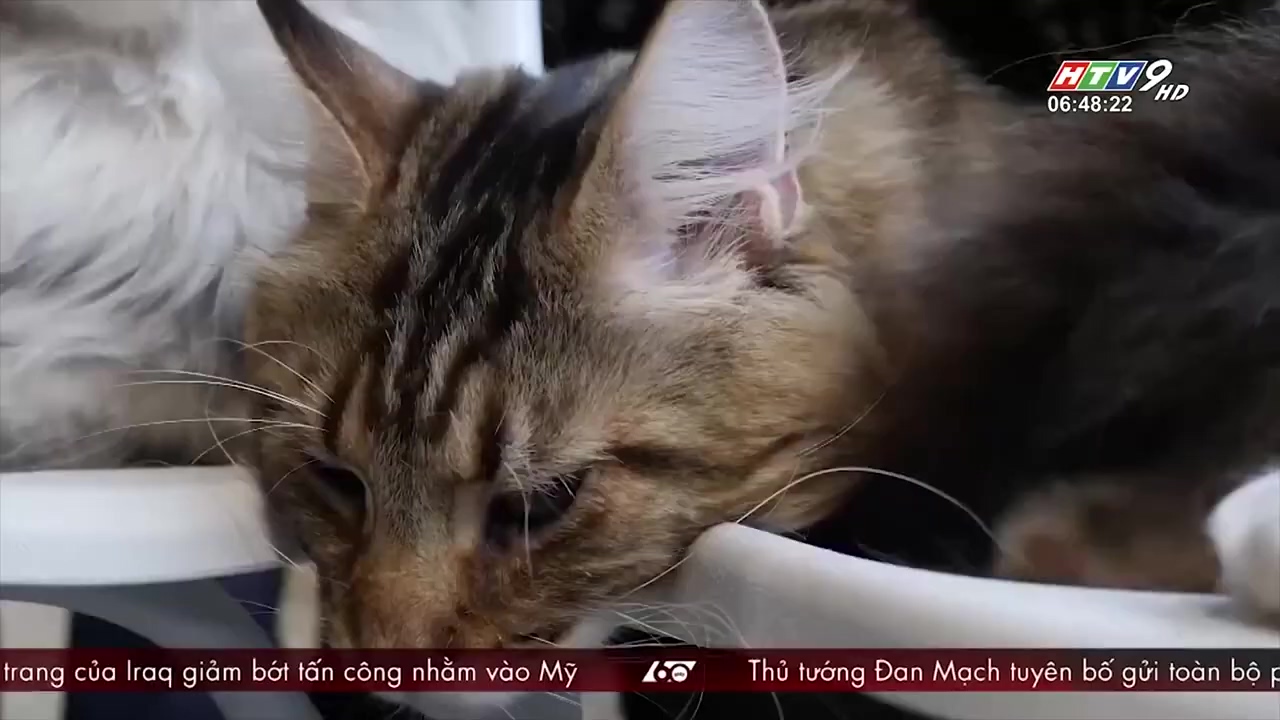 HTV9 HD
06:48:22
trang của Iraq giảm bớt tấn công nhằm vào Mỹ 60 Thủ tướng Đan Mạch tuyên bố gửi toàn bộ